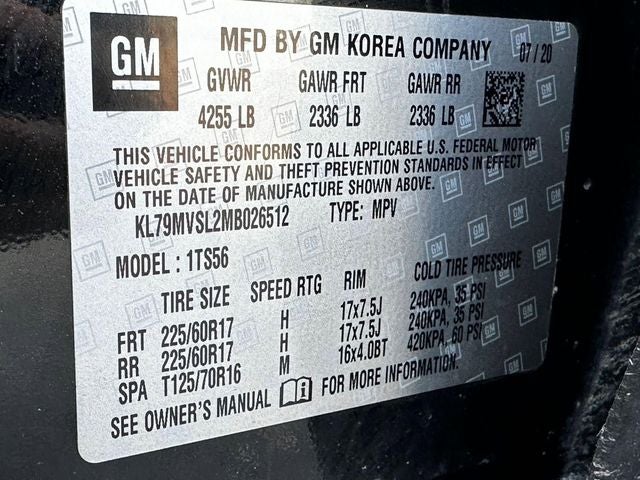 GM MFD BY GM KOREA COMPANY 07/20
GVWR GAWR FRT GAWR RR
4255 LB 2336 LB 2336 LB
THIS VEHICLE CONFORMS TO ALL APPLICABLE U.S. FEDERAL MOTOR
VEHICLE SAFETY AND THEFT PREVENTION STANDARDS IN EFFECT
ON THE DATE OF MANUFACTURE SHOWN ABOVE.
KL79MVSL2MB026512 TYPE: MPV
MODEL: 1TS56
TIRE SIZE SPEED RTG RIM COLD TIRE PRESSURE
FRT 225/60R17 H 17x7.5J 240KPA, 35 PSI
RR 225/60R17 H 17x7.5J 240KPA, 35 PSI
SPA T125/70R16 M 16x4.0BT 420KPA, 60 PSI
SEE OWNER'S MANUAL FOR MORE INFORMATION.